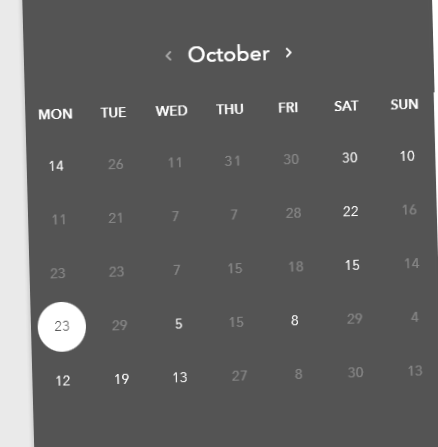 ‹ October ›
MON TUE WED THU FRI SAT SUN
14 26 11 31 30 30 10
11 21 7 7 28 22 16
23 23 7 15 18 15 14
23 29 5 15 8 29 4
12 19 13 27 8 30 13